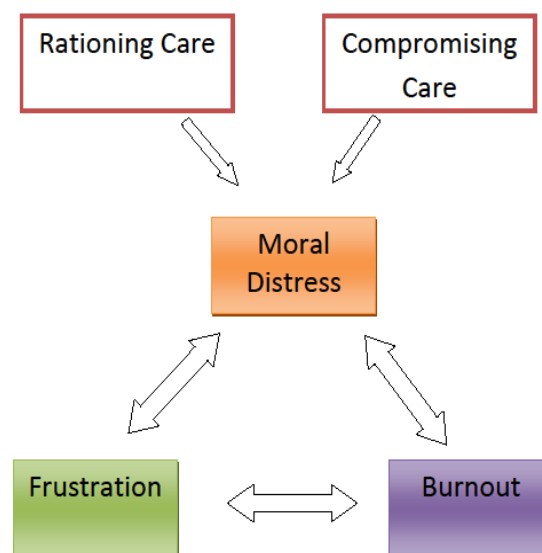 Rationing Care
Compromising
Care
Moral
Distress
Frustration
Burnout